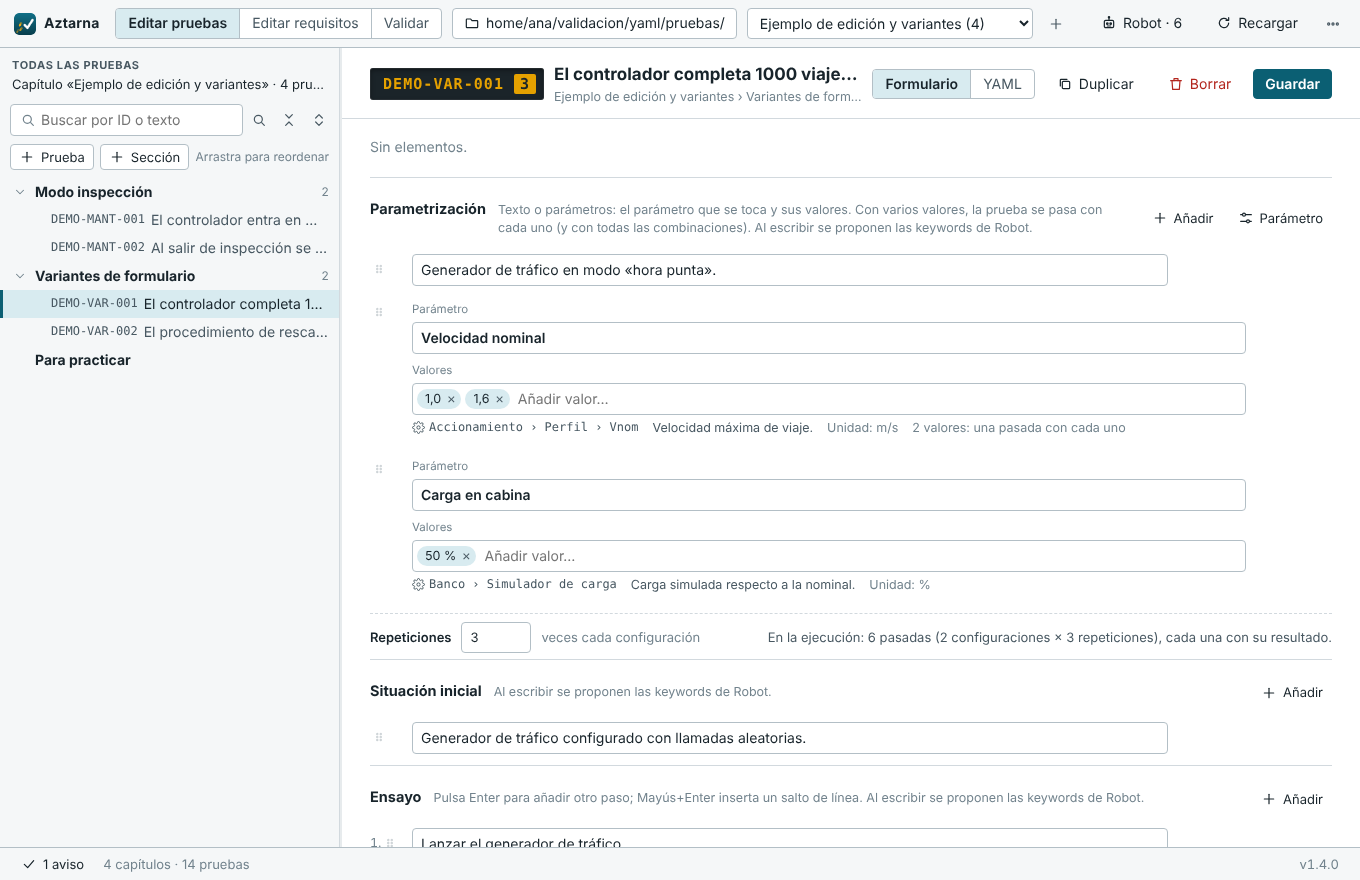 Aztarna
Editar pruebas
Editar requisitos
Validar
home/ana/validacion/yaml/pruebas/
Ejemplo de edición y variantes (4)
Robot · 6
Recargar
TODAS LAS PRUEBAS
Capítulo «Ejemplo de edición y variantes» · 4 pru...
Buscar por ID o texto
Prueba
Sección
Arrastra para reordenar
Modo inspección 2
DEMO-MANT-001 El controlador entra en ...
DEMO-MANT-002 Al salir de inspección se ...
Variantes de formulario 2
DEMO-VAR-001 El controlador completa 1...
DEMO-VAR-002 El procedimiento de resca...
Para practicar
DEMO-VAR-001 3
El controlador completa 1000 viaje...
Ejemplo de edición y variantes › Variantes de form...
Formulario
YAML
Duplicar
Borrar
Guardar
Sin elementos.
Parametrización
Texto o parámetros: el parámetro que se toca y sus valores. Con varios valores, la prueba se pasa con
cada uno (y con todas las combinaciones). Al escribir se proponen las keywords de Robot.
Añadir
Parámetro
Generador de tráfico en modo «hora punta».
Parámetro
Velocidad nominal
Valores
1,0 × 1,6 × Añadir valor...
Accionamiento › Perfil › Vnom Velocidad máxima de viaje. Unidad: m/s 2 valores: una pasada con cada uno
Parámetro
Carga en cabina
Valores
50 % × Añadir valor...
Banco › Simulador de carga Carga simulada respecto a la nominal. Unidad: %
Repeticiones 3 veces cada configuración
En la ejecución: 6 pasadas (2 configuraciones × 3 repeticiones), cada una con su resultado.
Situación inicial Al escribir se proponen las keywords de Robot.
Añadir
Generador de tráfico configurado con llamadas aleatorias.
Ensayo Pulsa Enter para añadir otro paso; Mayús+Enter inserta un salto de línea. Al escribir se proponen las keywords de Robot.
Añadir
1. Lanzar el generador de tráfico
1 aviso
4 capítulos · 14 pruebas
v1.4.0